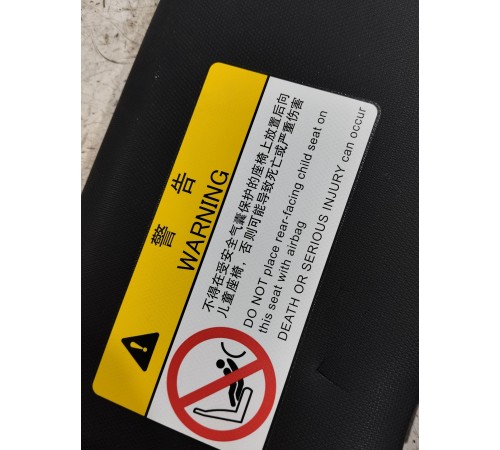 警 告
WARNING
不得在受安全气囊保护的座椅上放置后向
儿童座椅，否则可能导致死亡或严重伤害
DO NOT place rear-facing child seat on
this seat with airbag
DEATH OR SERIOUS INJURY can occur